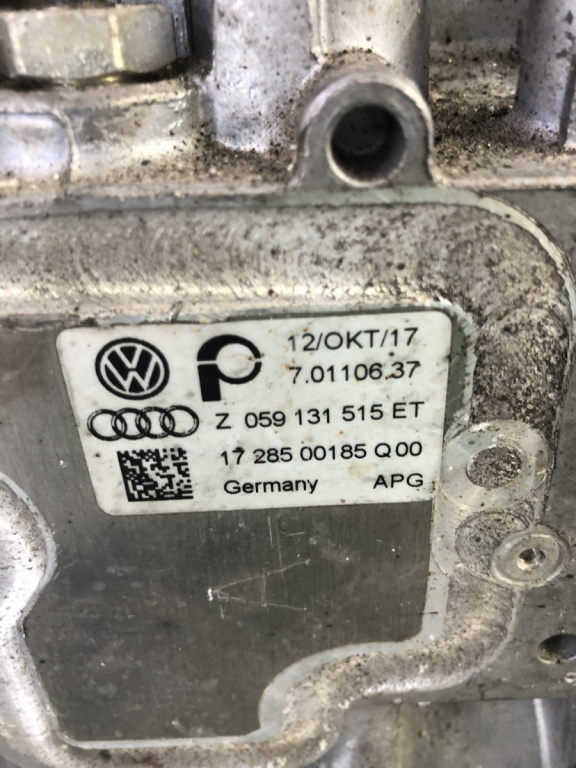 12/OKT/17
7.01106.37
Z 059 131 515 ET
17 285 00185 Q 00
Germany APG